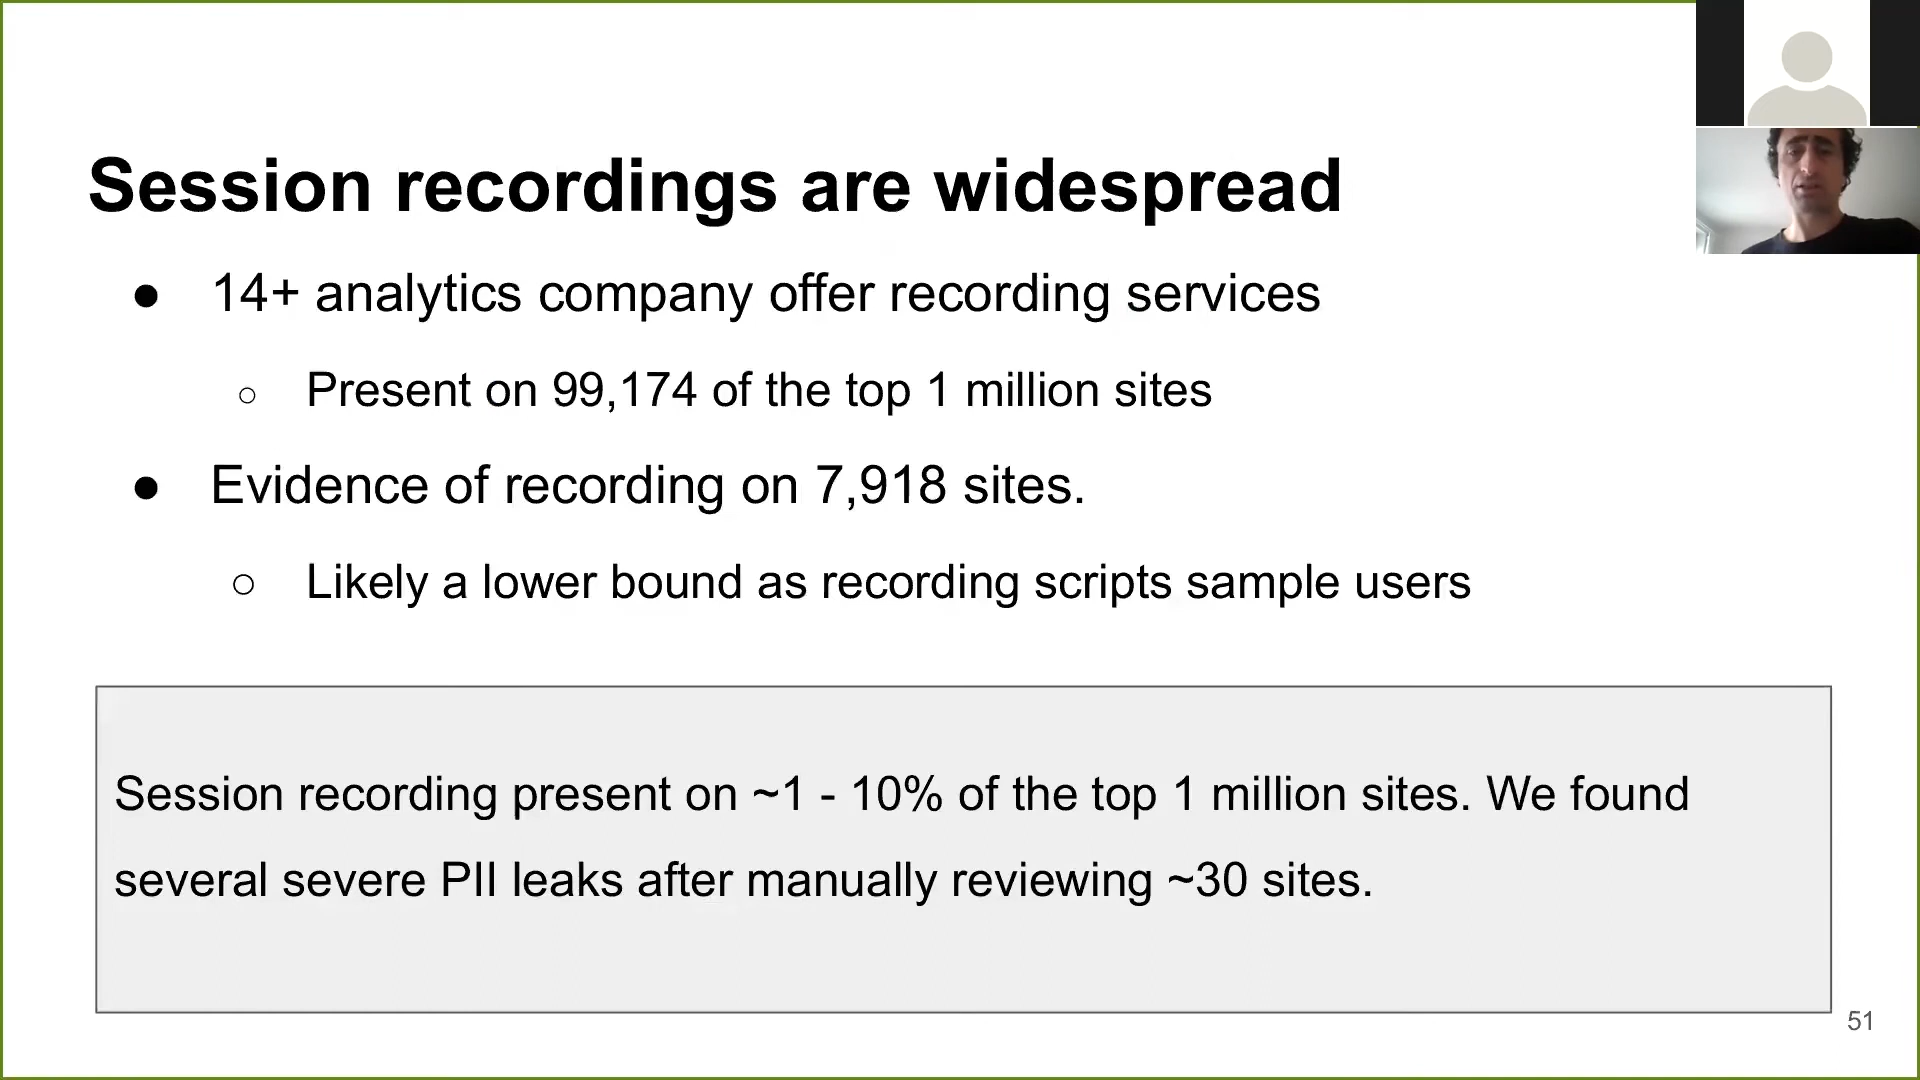 Session recordings are widespread
● 14+ analytics company offer recording services
○ Present on 99,174 of the top 1 million sites
● Evidence of recording on 7,918 sites.
○ Likely a lower bound as recording scripts sample users
Session recording present on ~1 - 10% of the top 1 million sites. We found
several severe PII leaks after manually reviewing ~30 sites.
51